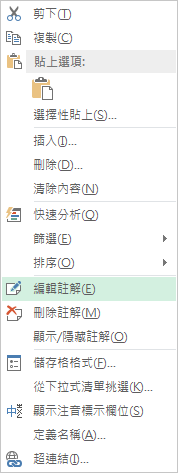 剪下(T)
複製(C)
貼上選項:
選擇性貼上(S)...
插入(I)...
刪除(D)...
清除內容(N)
快速分析(Q)
篩選(E)
排序(O)
編輯註解(E)
刪除註解(M)
顯示/隱藏註解(O)
儲存格格式(F)...
從下拉式清單挑選(K)...
顯示注音標示欄位(S)
定義名稱(A)...
超連結(I)...